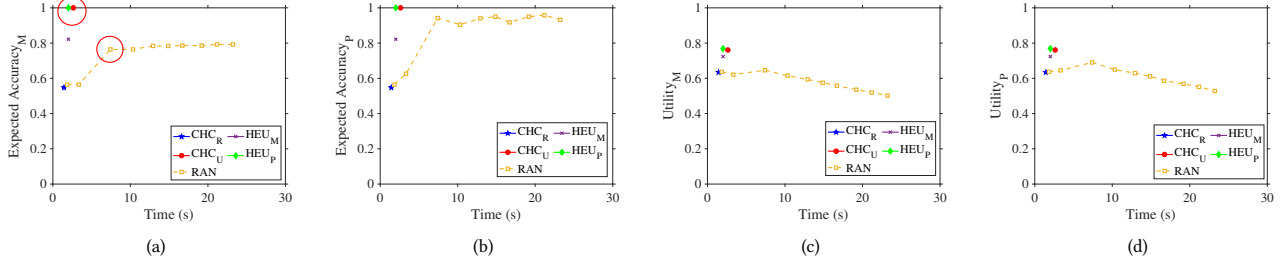 1
0.8
0.6
0.4
0.2
0
Expected Accuracy_M
CHC_R
HEU_M
CHC_U
HEU_P
RAN
0 10 20 30
Time (s)
(a)
1
0.8
0.6
0.4
0.2
0
Expected Accuracy_P
CHC_R
HEU_M
CHC_U
HEU_P
RAN
0 10 20 30
Time (s)
(b)
1
0.8
0.6
0.4
0.2
0
Utility_M
CHC_R
HEU_M
CHC_U
HEU_P
RAN
0 10 20 30
Time (s)
(c)
1
0.8
0.6
0.4
0.2
0
Utility_P
CHC_R
HEU_M
CHC_U
HEU_P
RAN
0 10 20 30
Time (s)
(d)